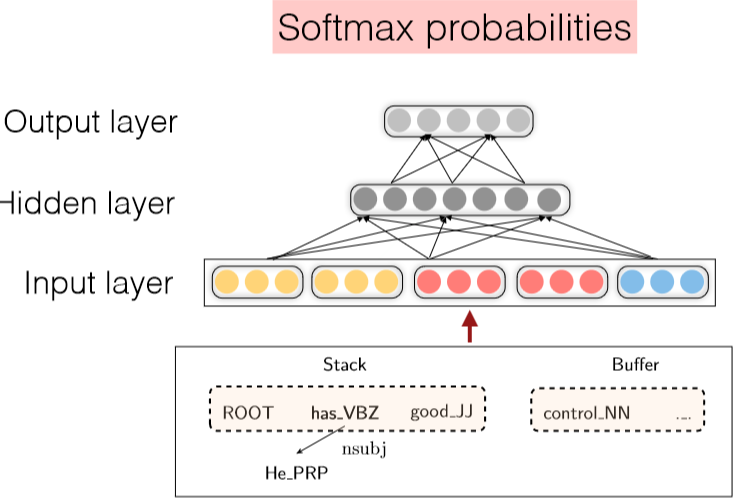 Softmax probabilities
Output layer
Hidden layer
Input layer
Stack Buffer
ROOT has_VBZ good_JJ control_NN ._.
nsubj
He_PRP